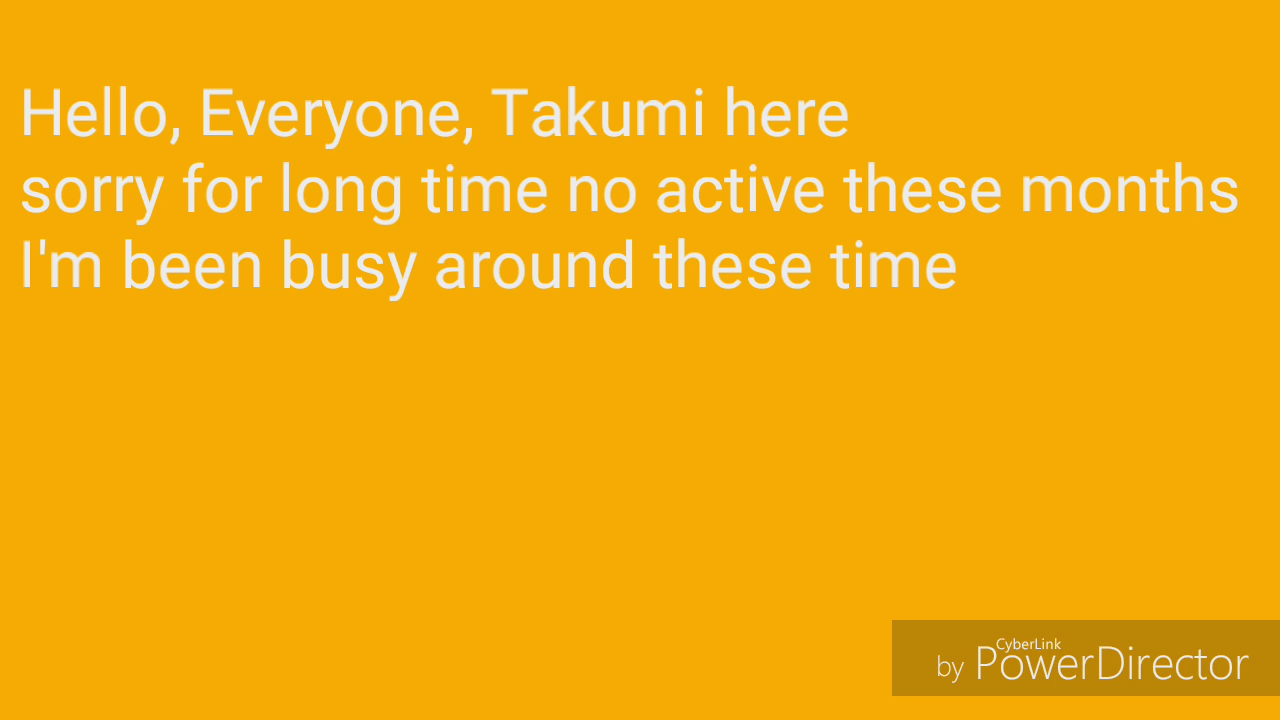 Hello, Everyone, Takumi here
sorry for long time no active these months
I'm been busy around these time
by CyberLink PowerDirector